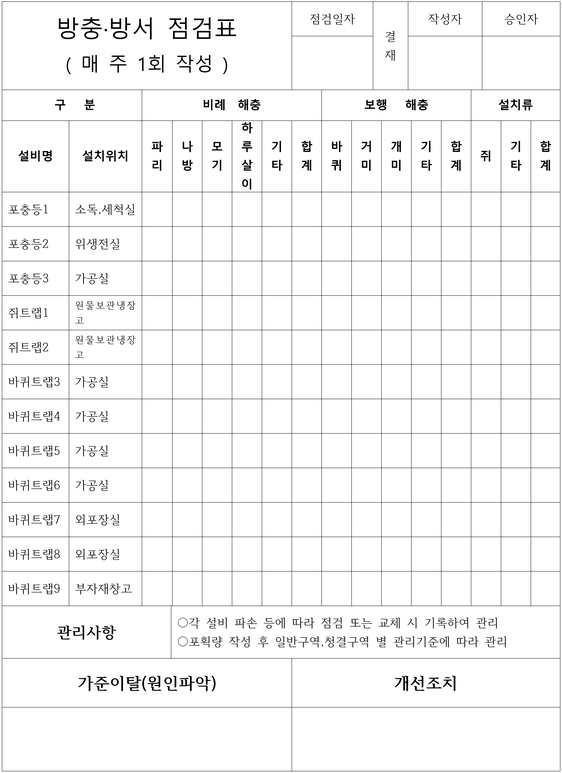 방충·방서 점검표
( 매 주 1회 작성 )
점검일자
결재
작성자
승인자
구 분
비례 해충
보행 해충
설치류
설비명
설치위치
파리
나방
모기
하루살이
기타
합계
바퀴
거미
개미
기타
합계
쥐
기타
합계
포충등1 소독,세척실
포충등2 위생전실
포충등3 가공실
쥐트랩1 원물보관냉장고
쥐트랩2 원물보관냉장고
바퀴트랩3 가공실
바퀴트랩4 가공실
바퀴트랩5 가공실
바퀴트랩6 가공실
바퀴트랩7 외포장실
바퀴트랩8 외포장실
바퀴트랩9 부자재창고
관리사항
○각 설비 파손 등에 따라 점검 또는 교체 시 기록하여 관리
○포획량 작성 후 일반구역,청결구역 별 관리기준에 따라 관리
가준이탈(원인파악)
개선조치